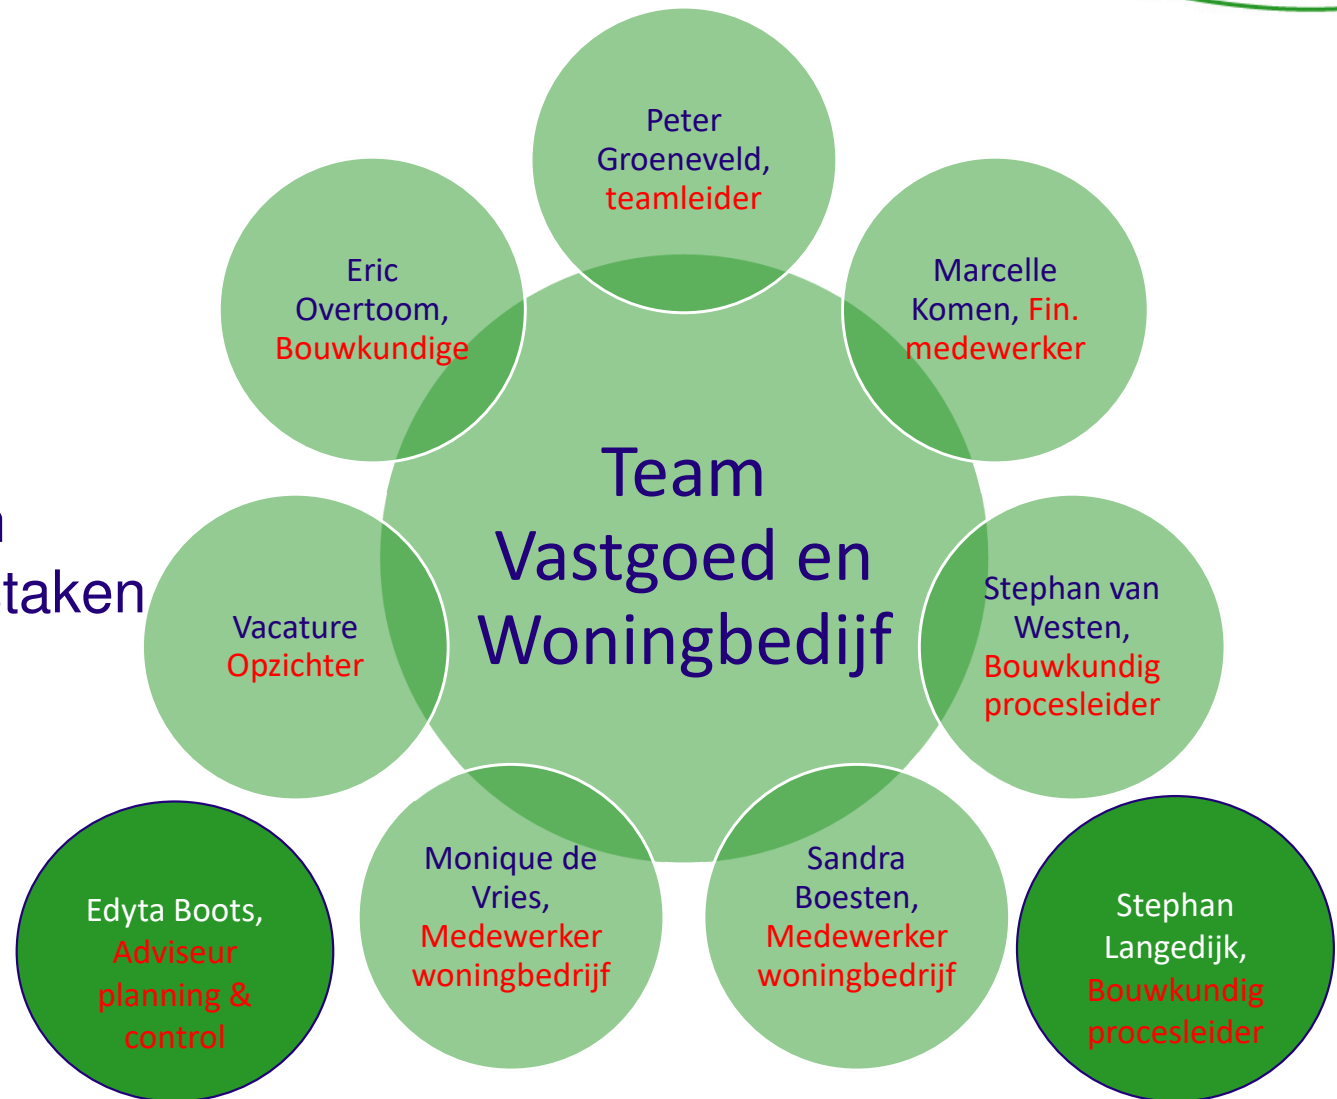 Peter
Groeneveld,
teamleider
Eric
Overtoom,
Bouwkundige
Marcelle
Komen, Fin.
medewerker
Team
Vastgoed en
Woningbedijf
taken
Vacature
Opzichter
Stephan van
Westen,
Bouwkundig
procesleider
Monique de
Vries,
Medewerker
woningbedrijf
Sandra
Boesten,
Medewerker
woningbedrijf
Edyta Boots,
Adviseur
planning &
control
Stephan
Langedijk,
Bouwkundig
procesleider